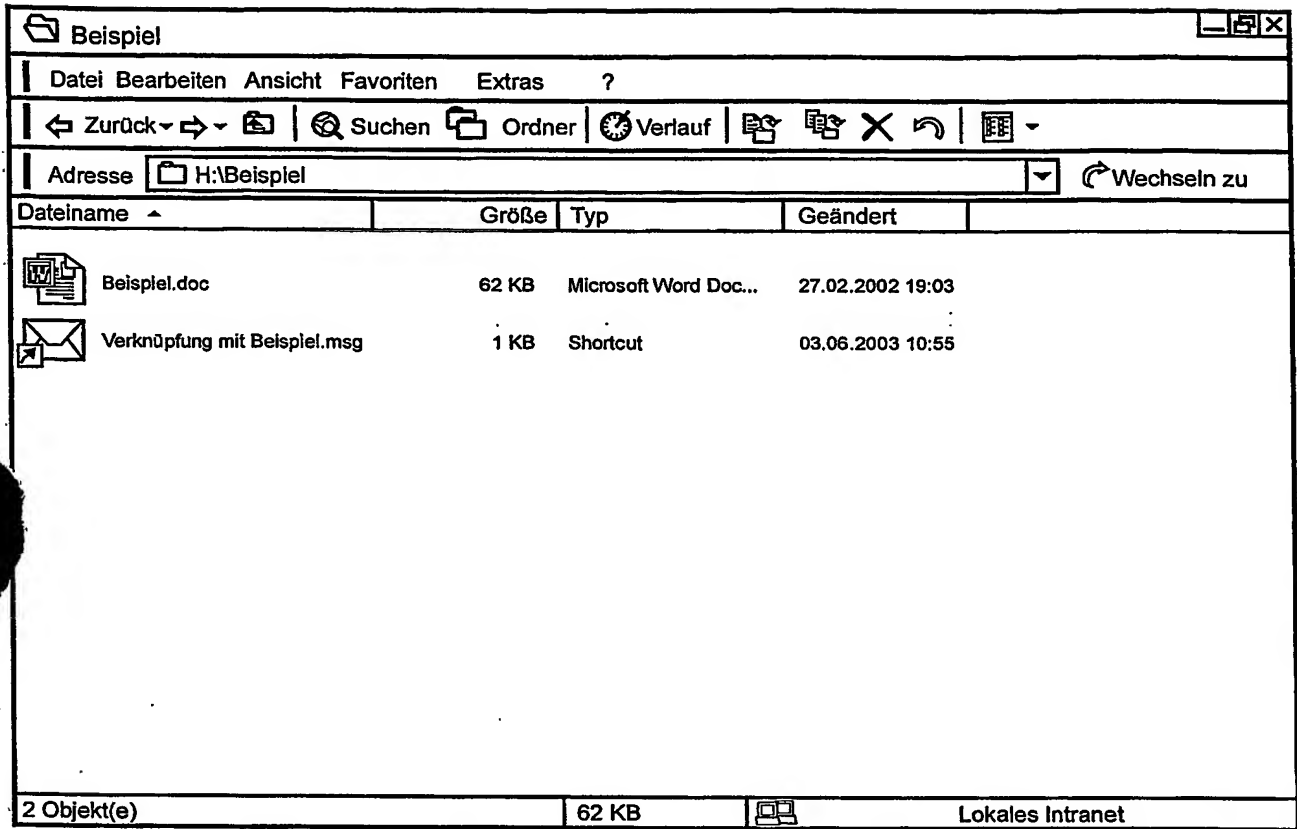 Beispiel
Datei Bearbeiten Ansicht Favoriten Extras ?
Zurück Suchen Ordner Verlauf
Adresse H:\Beispiel Wechseln zu
Dateiname Größe Typ Geändert
Beispiel.doc 62 KB Microsoft Word Doc... 27.02.2002 19:03
Verknüpfung mit Beispiel.msg 1 KB Shortcut 03.06.2003 10:55
2 Objekt(e) 62 KB Lokales Intranet